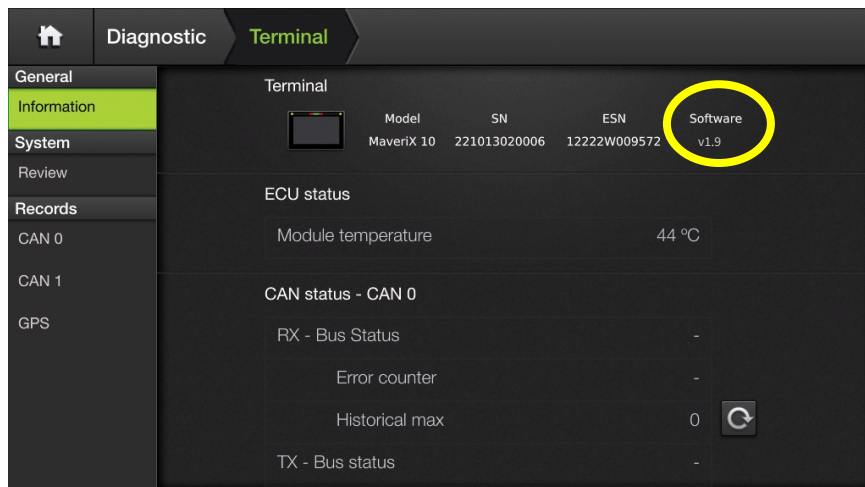 Diagnostic Terminal
General
Information
System
Review
Records
CAN 0
CAN 1
GPS
Terminal
Model SN ESN Software
MaveriX 10 221013020006 12222W009572 v1.9
ECU status
Module temperature 44 ºC
CAN status - CAN 0
RX - Bus Status -
Error counter -
Historical max 0
TX - Bus status -